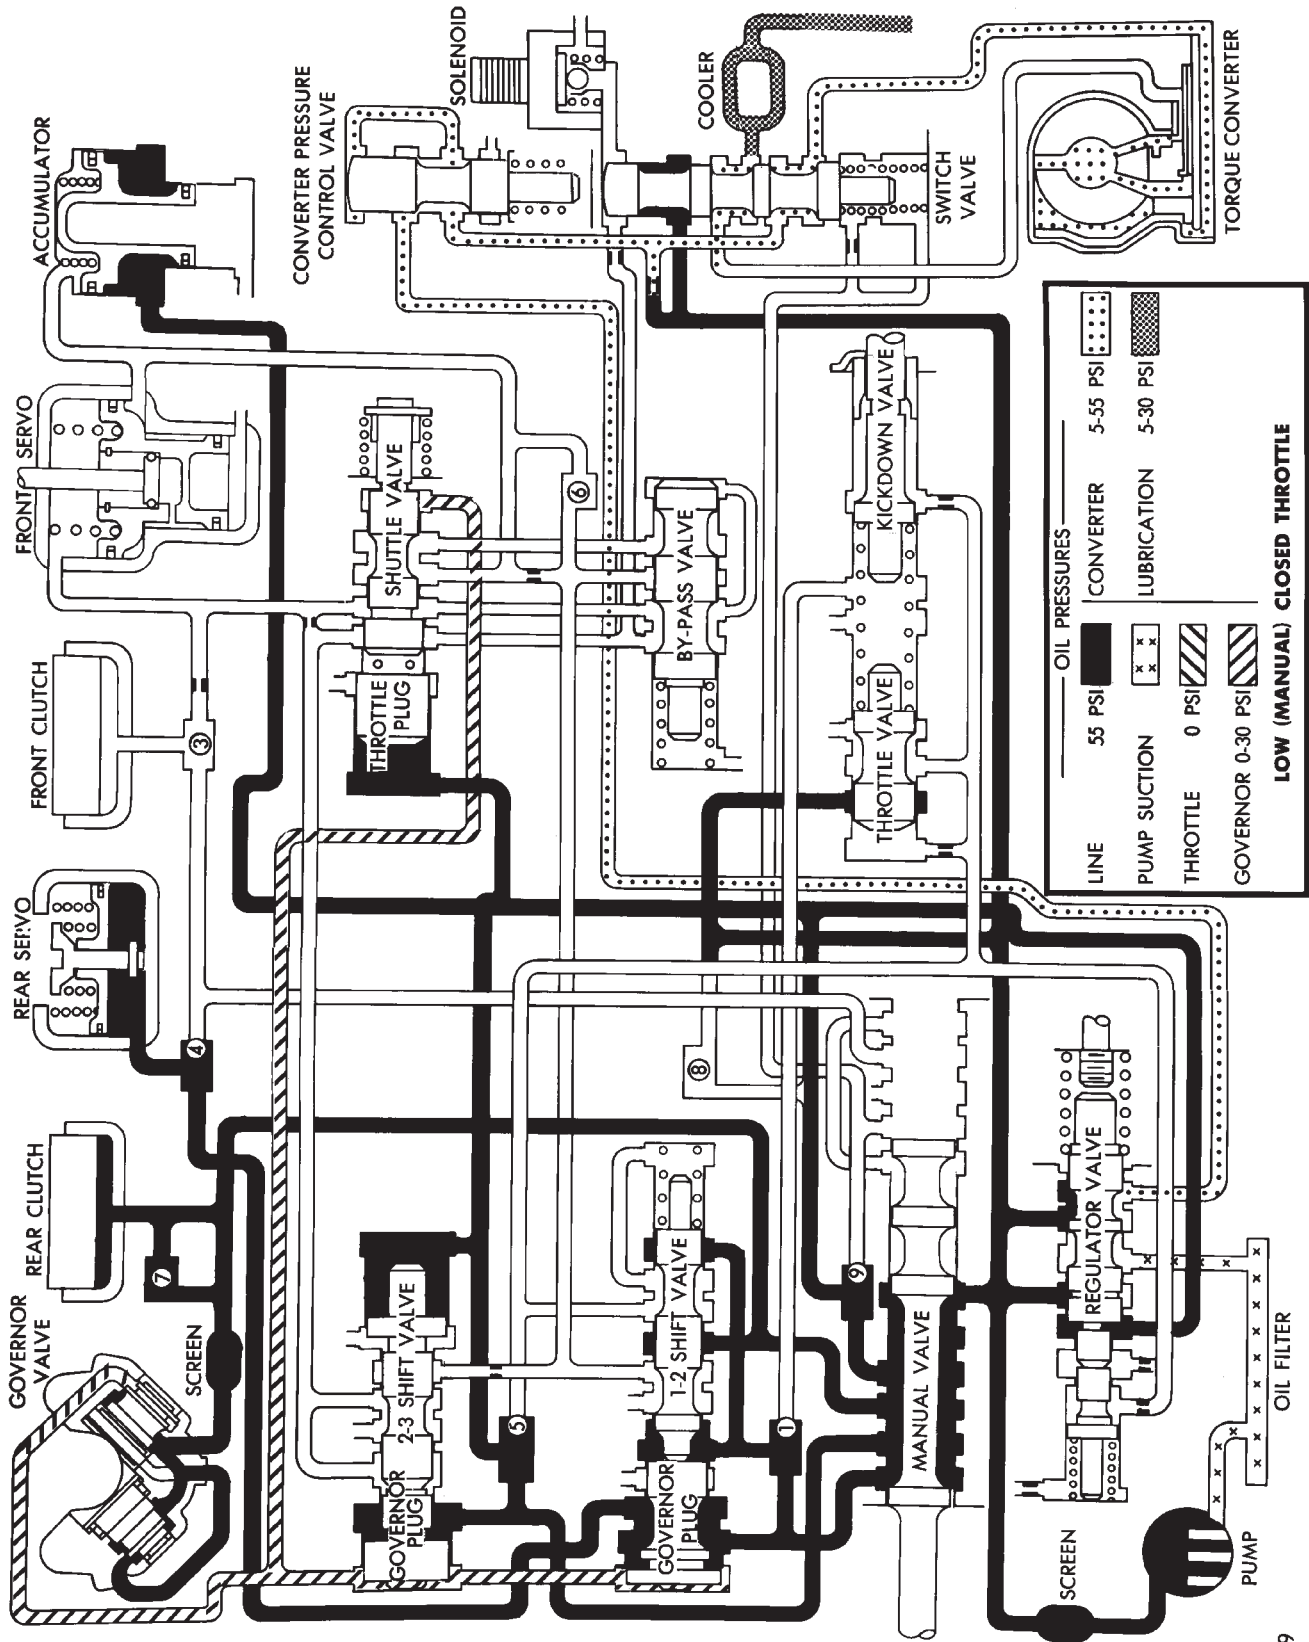 GOVERNOR
VALVE
REAR CLUTCH
REAR SERVO
FRONT CLUTCH
FRONT SERVO
ACCUMULATOR
SCREEN
7
4
3
CONVERTER PRESSURE
CONTROL VALVE
SOLENOID
GOVERNOR
PLUG
2-3 SHIFT VALVE
THROTTLE
PLUG
SHUTTLE VALVE
5
6
GOVERNOR
PLUG
1-2 SHIFT VALVE
BY-PASS VALVE
COOLER
8
1
9
THROTTLE VALVE
KICKDOWN VALVE
SWITCH
VALVE
MANUAL VALVE
REGULATOR VALVE
TORQUE CONVERTER
SCREEN
PUMP
OIL FILTER
OIL PRESSURES
LINE 55 PSI
CONVERTER 5-55 PSI
PUMP SUCTION
LUBRICATION 5-30 PSI
THROTTLE 0 PSI
GOVERNOR 0-30 PSI
LOW (MANUAL) CLOSED THROTTLE
9